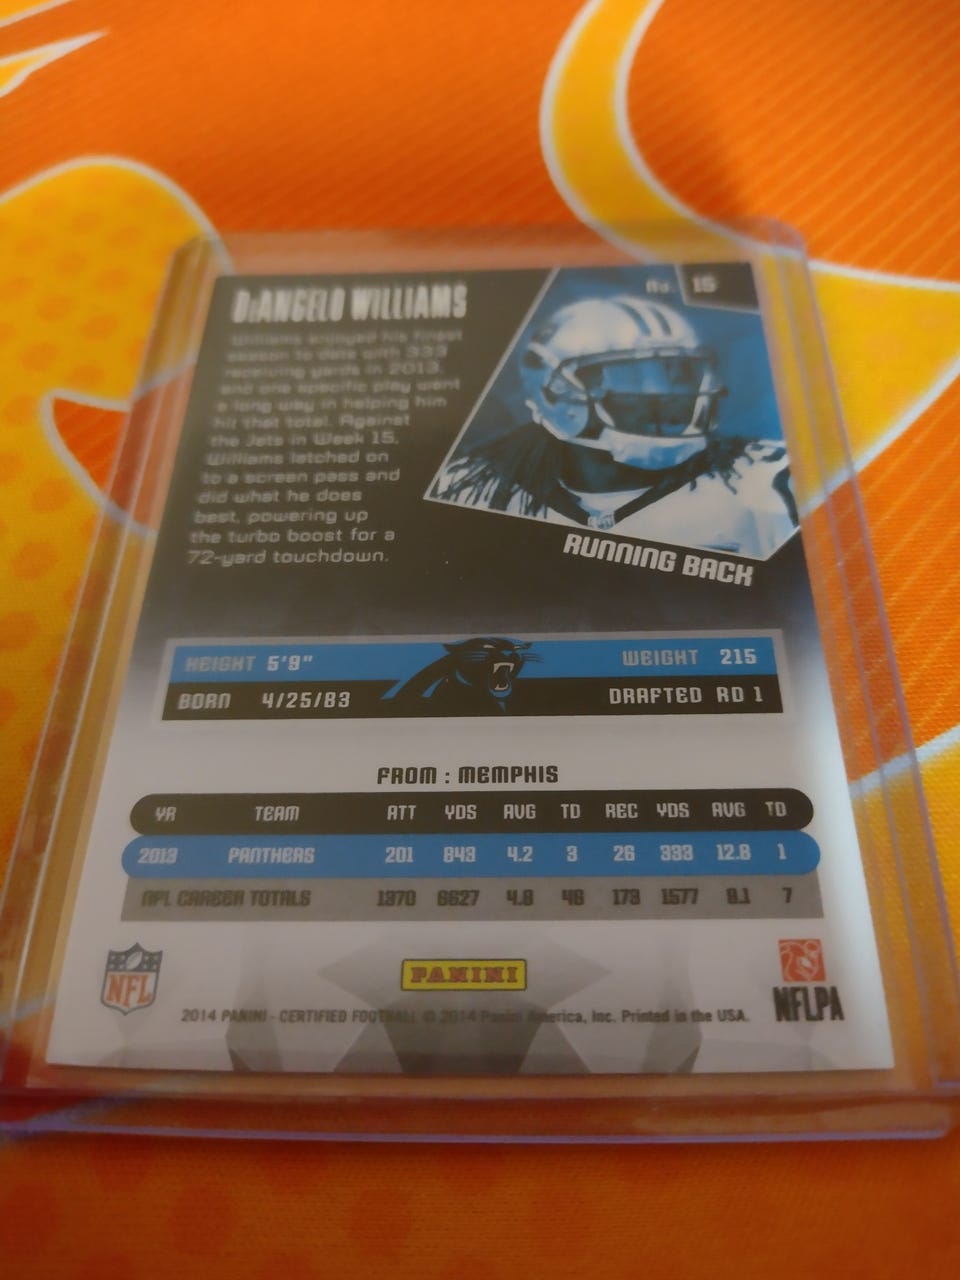 DeANGELO WILLIAMS
No. 15
Williams enjoyed his finest
season to date with 333
receiving yards in 2013,
and one specific play went
a long way in helping him
hit that total. Against
the Jets in Week 15,
Williams latched on
to a screen pass and
did what he does
best, powering up
the turbo boost for a
72-yard touchdown.
RUNNING BACK
HEIGHT 5'9" WEIGHT 215
BORN 4/25/83 DRAFTED RD 1
FROM : MEMPHIS
YR TEAM ATT YDS AVG TD REC YDS AVG TD
2013 PANTHERS 201 843 4.2 3 26 333 12.8 1
NFL CAREER TOTALS 1370 6627 4.8 46 173 1577 9.1 7
NFL
PANINI
NFLPA
2014 PANINI - CERTIFIED FOOTBALL © 2014 Panini America, Inc. Printed in the USA.